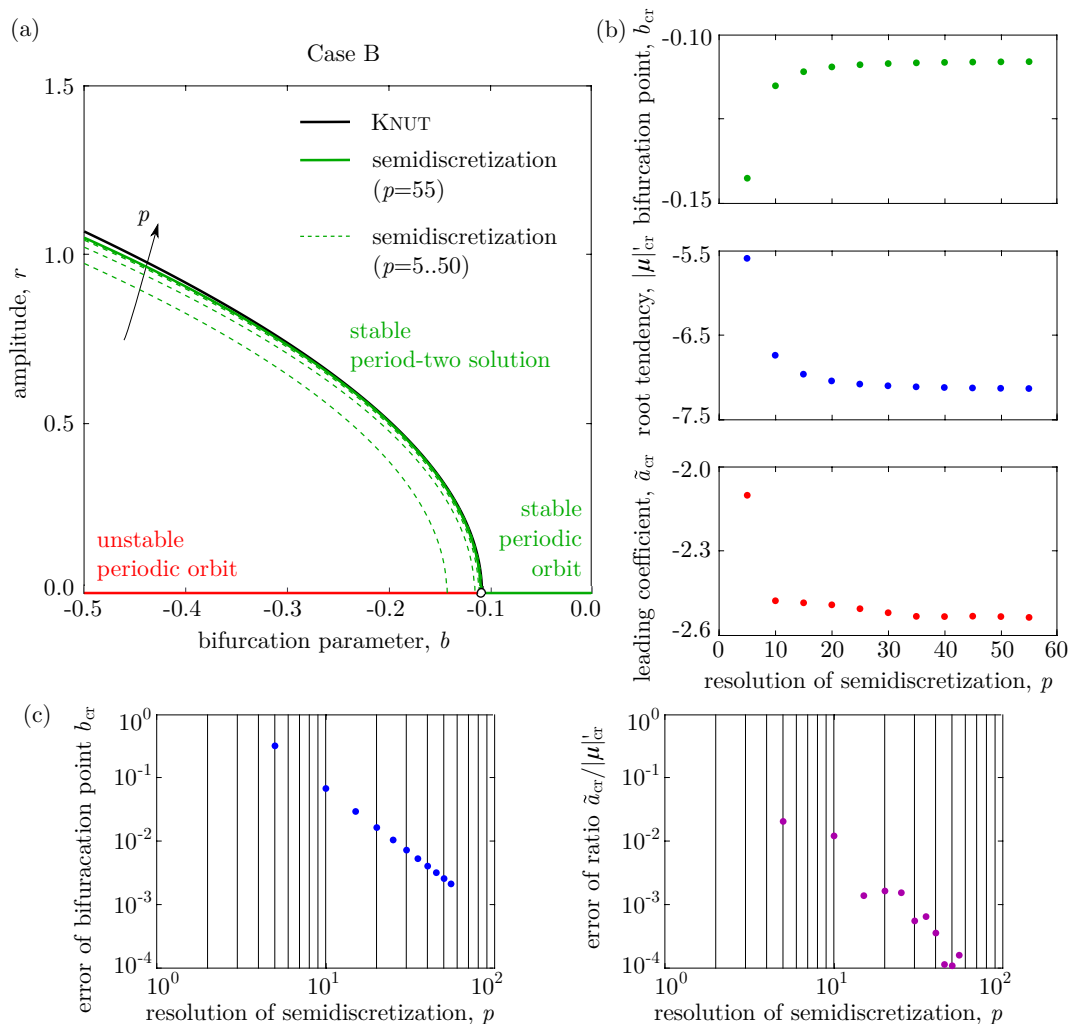 (a)
Case B
1.5
1.0
0.5
0.0
amplitude, r
-0.5
-0.4
-0.3
-0.2
-0.1
0.0
bifurcation parameter, b
KNUT
semidiscretization
(p=55)
semidiscretization
(p=5..50)
p
stable
period-two solution
stable
periodic
orbit
unstable
periodic orbit
(b)
bifurcation point, b_cr
-0.10
-0.15
root tendency, |μ|'_cr
-5.5
-6.5
-7.5
leading coefficient, ã_cr
-2.0
-2.3
-2.6
0
10
20
30
40
50
60
resolution of semidiscretization, p
(c)
error of bifuracation point b_cr
10^0
10^-1
10^-2
10^-3
10^-4
10^0
10^1
10^2
resolution of semidiscretization, p
error of ratio ã_cr/|μ|'_cr
10^0
10^-1
10^-2
10^-3
10^-4
10^0
10^1
10^2
resolution of semidiscretization, p